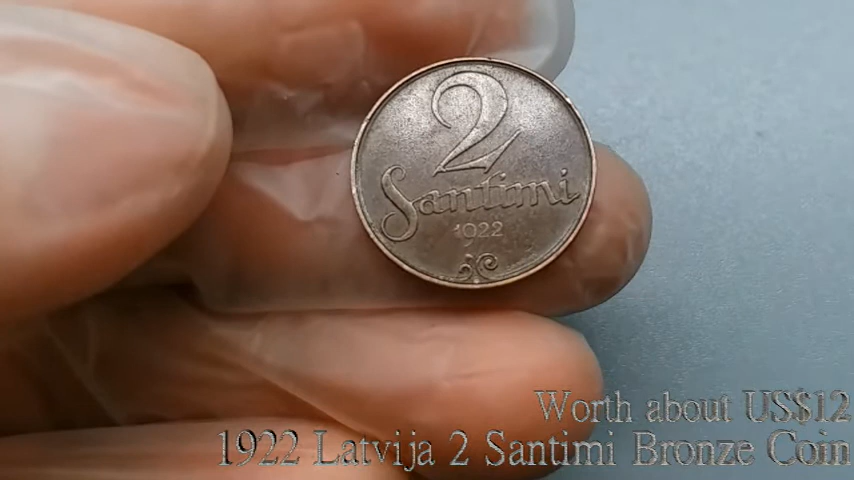 2
Santimi
1922
Worth about US$12
1922 Latvija 2 Santimi Bronze Coin